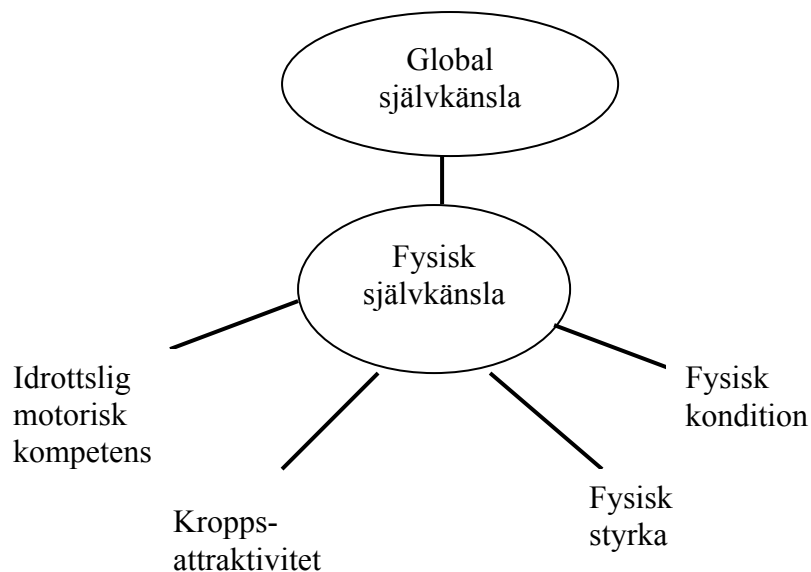 Global
självkänsla
Fysisk
självkänsla
Idrottslig
motorisk
kompetens
Kropps-
attraktivitet
Fysisk
styrka
Fysisk
kondition